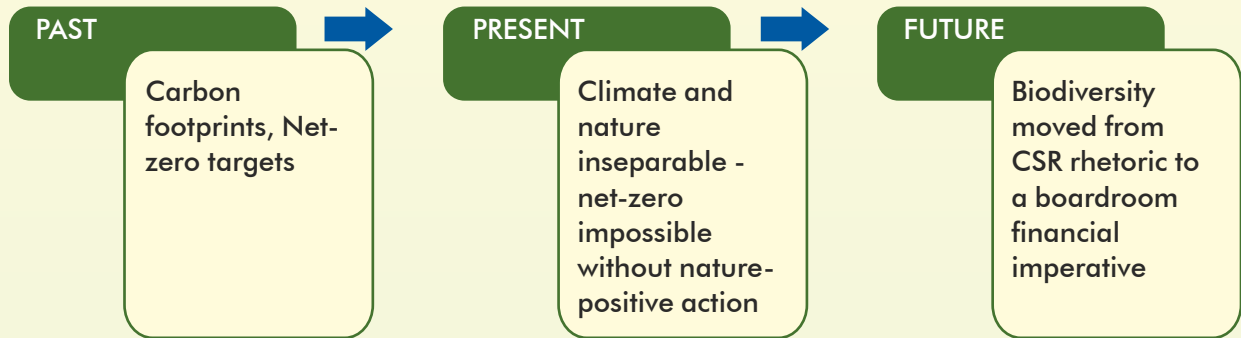 PAST
Carbon
footprints, Net-
zero targets
PRESENT
Climate and
nature
inseparable -
net-zero
impossible
without nature-
positive action
FUTURE
Biodiversity
moved from
CSR rhetoric to
a boardroom
financial
imperative